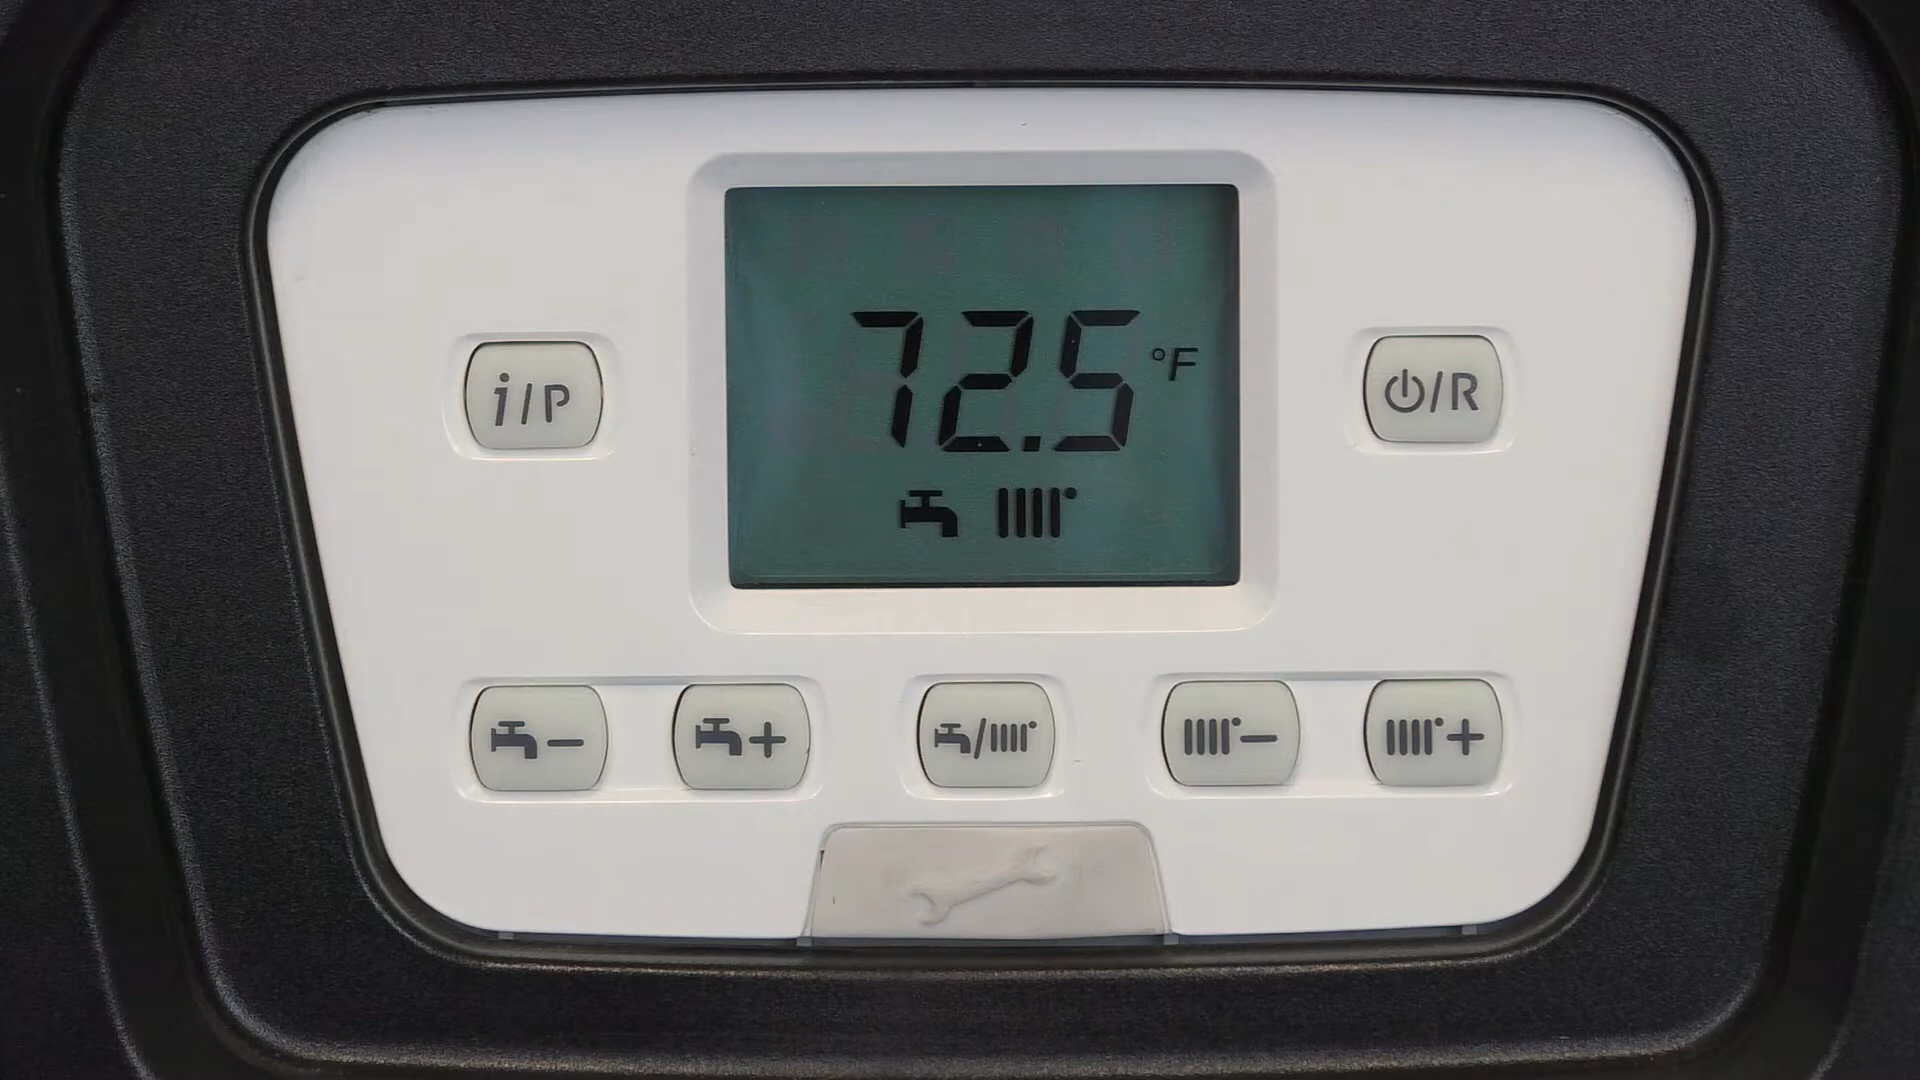 72.5 °F
i/P
/R
-
+
/
-
+